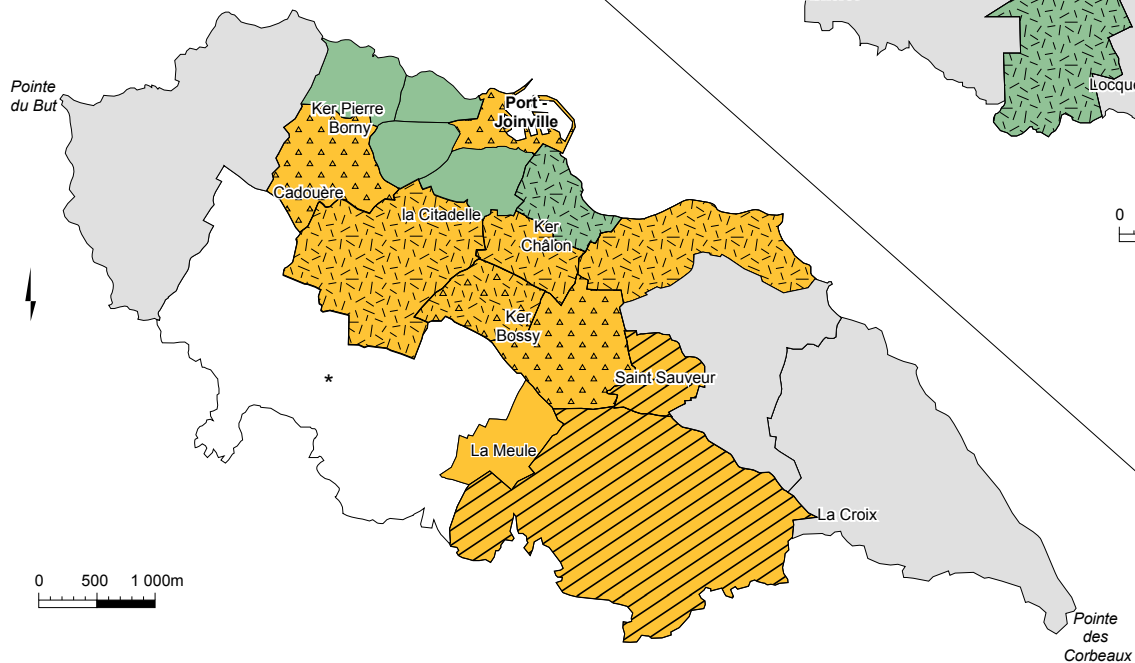 Pointe
du But
Ker Pierre
Borny
Port -
Joinville
Cadouère
la Citadelle
Ker
Châlon
Ker
Bossy
*
Saint Sauveur
La Meule
La Croix
0 500 1 000m
Pointe
des
Corbeaux
Locqu
0